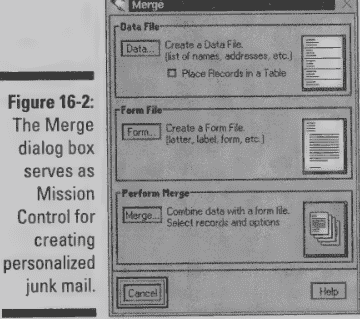 Merge
Data File
Data...
Create a Data File.
(list of names, addresses, etc.)
Place Records in a Table
Form File
Form...
Create a Form File.
(letter, label, form, etc.)
Perform Merge
Merge...
Combine data with a form file.
Select records and options
Cancel
Help
Figure 16-2:
The Merge
dialog box
serves as
Mission
Control for
creating
personalized
junk mail.